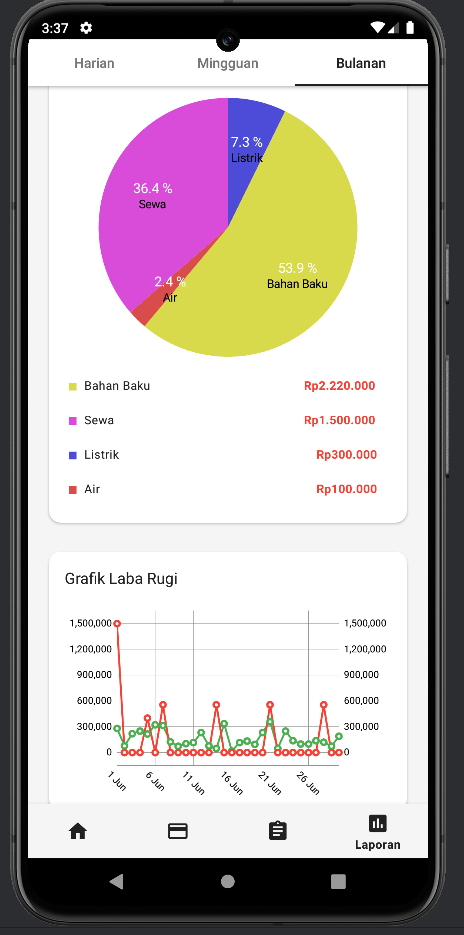 3:37
Harian Mingguan Bulanan
7.3 %
Listrik
36.4 %
Sewa
53.9 %
Bahan Baku
2.4 %
Air
Bahan Baku Rp2.220.000
Sewa Rp1.500.000
Listrik Rp300.000
Air Rp100.000
Grafik Laba Rugi
1,500,000 1,500,000
1,200,000 1,200,000
900,000 900,000
600,000 600,000
300,000 300,000
0 0
1 Jun 6 Jun 11 Jun 16 Jun 21 Jun 26 Jun
Laporan